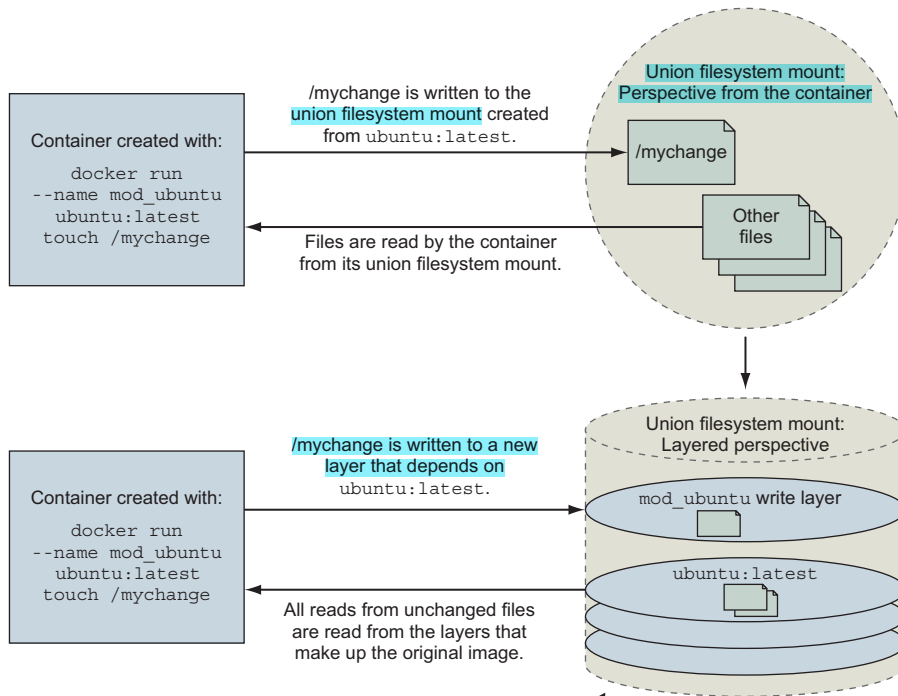 Union filesystem mount:
Perspective from the container
/mychange is written to the
union filesystem mount created
from ubuntu:latest.
Container created with:
docker run
--name mod_ubuntu
ubuntu:latest
touch /mychange
/mychange
Other
files
Files are read by the container
from its union filesystem mount.
Union filesystem mount:
Layered perspective
/mychange is written to a new
layer that depends on
ubuntu:latest.
Container created with:
docker run
--name mod_ubuntu
ubuntu:latest
touch /mychange
mod_ubuntu write layer
ubuntu:latest
All reads from unchanged files
are read from the layers that
make up the original image.